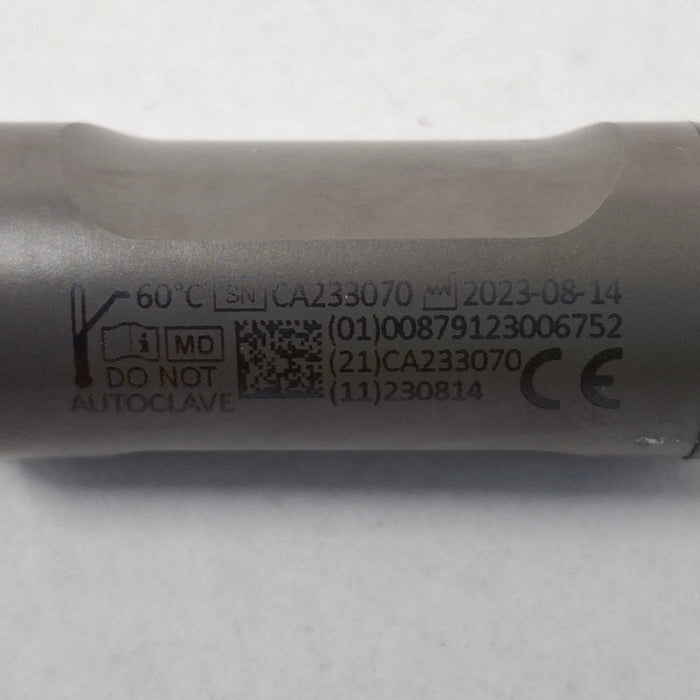 60°C SN CA233070 2023-08-14
i MD (01)00879123006752
DO NOT (21)CA233070 CE
AUTOCLAVE (11)230814